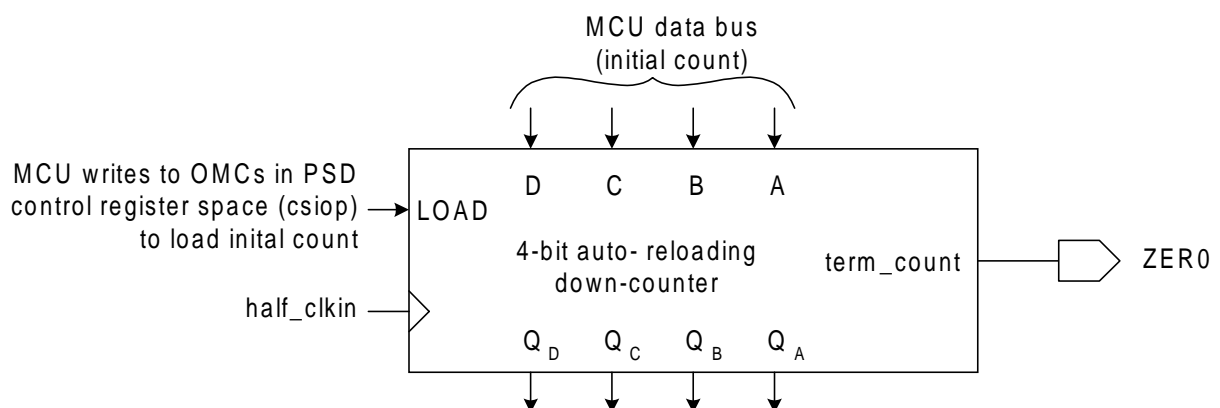 MCU data bus
(initial count)
MCU writes to OMCs in PSD
control register space (csiop)
to load inital count
LOAD
D C B A
4-bit auto- reloading
down-counter
term_count
ZER0
half_clkin
Q D Q C Q B Q A